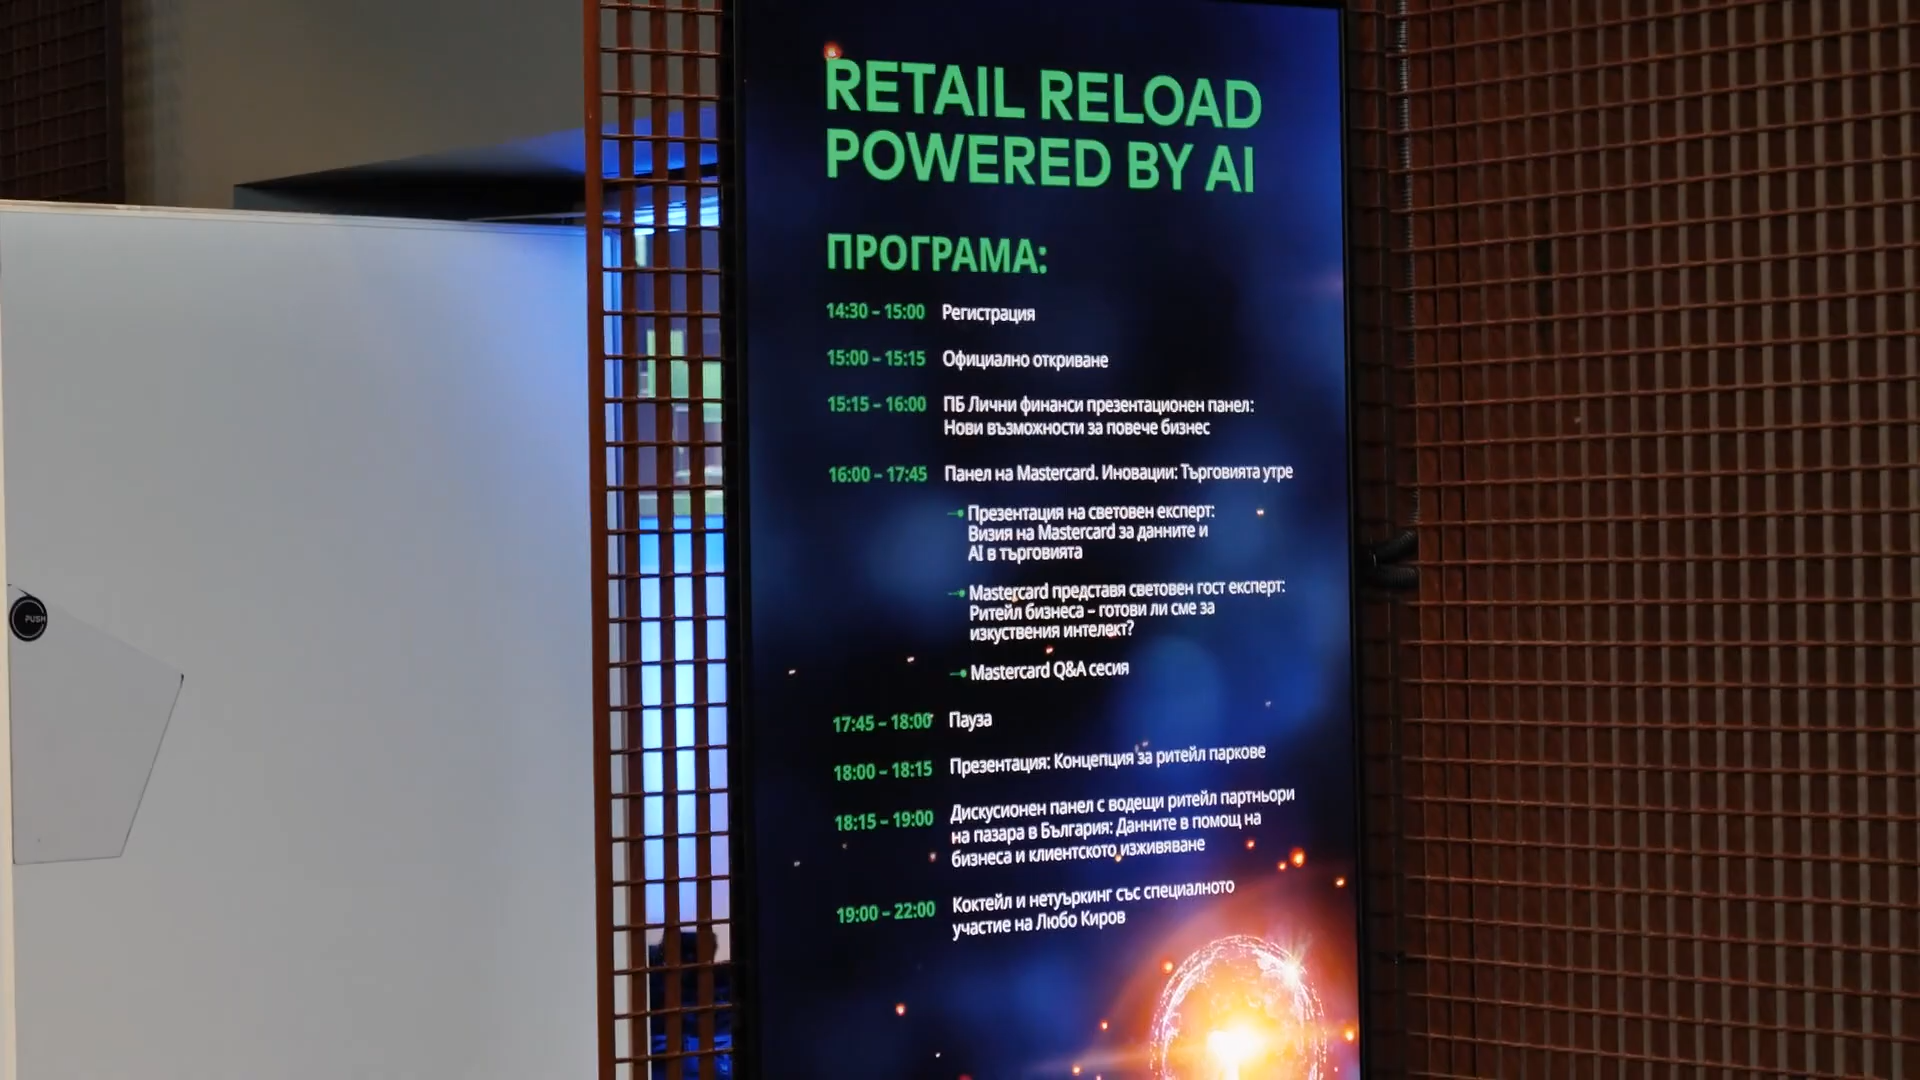 RETAIL RELOAD
POWERED BY AI
ПРОГРАМА:
14:30 – 15:00 Регистрация
15:00 – 15:15 Официално откриване
15:15 – 16:00 ПБ Лични финанси презентационен панел:
Нови възможности за повече бизнес
16:00 – 17:45 Панел на Mastercard. Иновации: Търговията утре
Презентация на световен експерт:
Визия на Mastercard за данните и
AI в търговията
Mastercard представя световен гост експерт:
Ритейл бизнеса – готови ли сме за
изкуствения интелект?
Mastercard Q&A сесия
17:45 – 18:00 Пауза
18:00 – 18:15 Презентация: Концепция за ритейл паркове
18:15 – 19:00 Дискусионен панел с водещи ритейл партньори
на пазара в България: Данните в помощ на
бизнеса и клиентското изживяване
19:00 – 22:00 Коктейл и нетуъркинг със специалното
участие на Любо Киров
PUSH